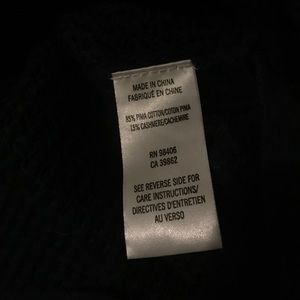 MADE IN CHINA
FABRIQUÉ EN CHINE
85% PIMA COTTON/COTON PIMA
15% CASHMERE/CACHEMIRE
RN 98406
CA 39862
SEE REVERSE SIDE FOR
CARE INSTRUCTIONS/
DIRECTIVES D'ENTRETIEN
AU VERSO